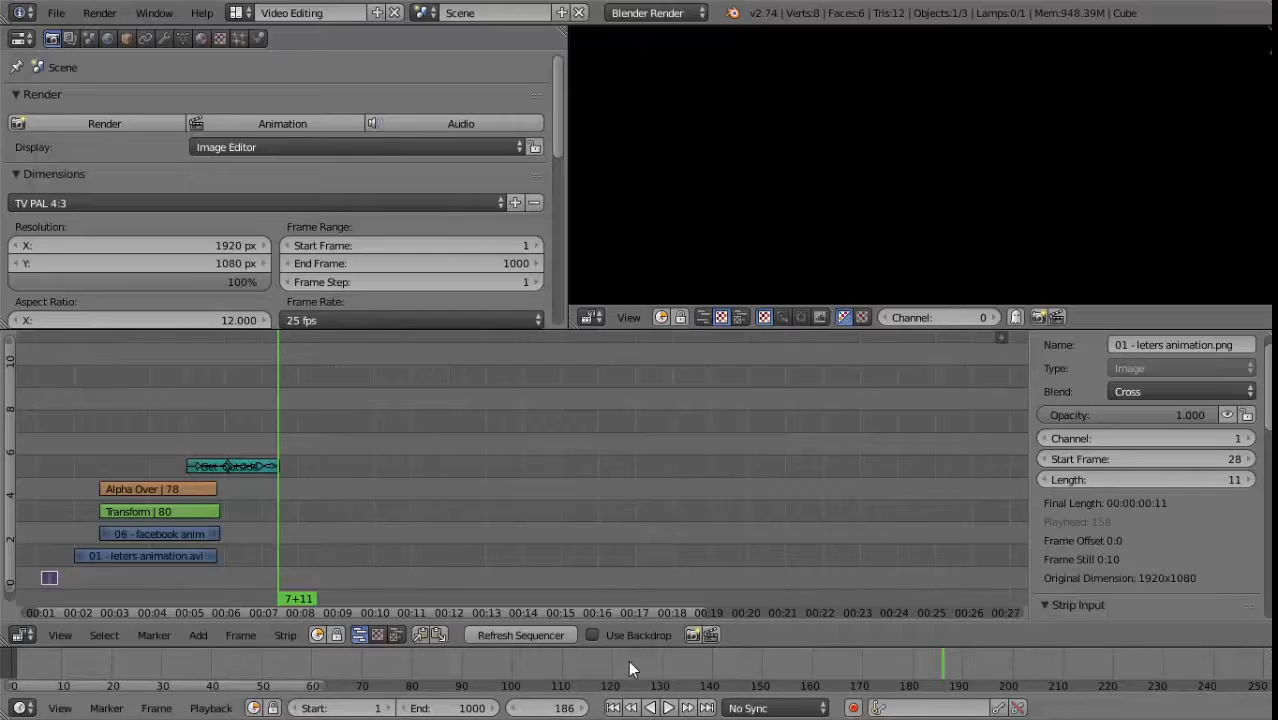 File Render Window Help Video Editing Scene Blender Render v2.74 | Verts:8 | Faces:6 | Tris:12 | Objects:1/3 | Lamps:0/1 | Mem:948.39M | Cube
Scene
Render
Render Animation Audio
Display: Image Editor
Dimensions
TV PAL 4:3
Resolution: Frame Range:
X: 1920 px Start Frame: 1
Y: 1080 px End Frame: 1000
100% Frame Step: 1
Aspect Ratio: Frame Rate:
X: 12.000 25 fps
View Channel: 0
10
8
6
4
2
0
Alpha Over | 78
Transform | 80
06 - facebook anim
01 - leters animation.avi
7+11
00:01 00:02 00:03 00:04 00:05 00:06 00:07 00:08 00:09 00:10 00:11 00:12 00:13 00:14 00:15 00:16 00:17 00:18 00:19 00:20 00:21 00:22 00:23 00:24 00:25 00:26 00:27
Name: 01 - leters animation.png
Type: Image
Blend: Cross
Opacity: 1.000
Channel: 1
Start Frame: 28
Length: 11
Final Length: 00:00:00:11
Playhead: 158
Frame Offset 0:0
Frame Still 0:10
Original Dimension: 1920x1080
Strip Input
View Select Marker Add Frame Strip Refresh Sequencer Use Backdrop
0 10 20 30 40 50 60 70 80 90 100 110 120 130 140 150 160 170 180 190 200 210 220 230 240 250
View Marker Frame Playback Start: 1 End: 1000 186 No Sync